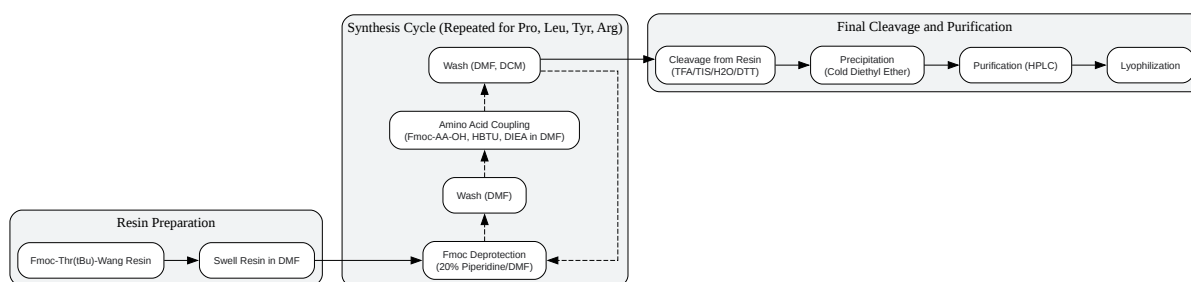 Resin Preparation
Fmoc-Thr(tBu)-Wang Resin
Swell Resin in DMF
Synthesis Cycle (Repeated for Pro, Leu, Tyr, Arg)
Fmoc Deprotection
(20% Piperidine/DMF)
Wash (DMF)
Amino Acid Coupling
(Fmoc-AA-OH, HBTU, DIEA in DMF)
Wash (DMF, DCM)
Final Cleavage and Purification
Cleavage from Resin
(TFA/TIS/H2O/DTT)
Precipitation
(Cold Diethyl Ether)
Purification (HPLC)
Lyophilization